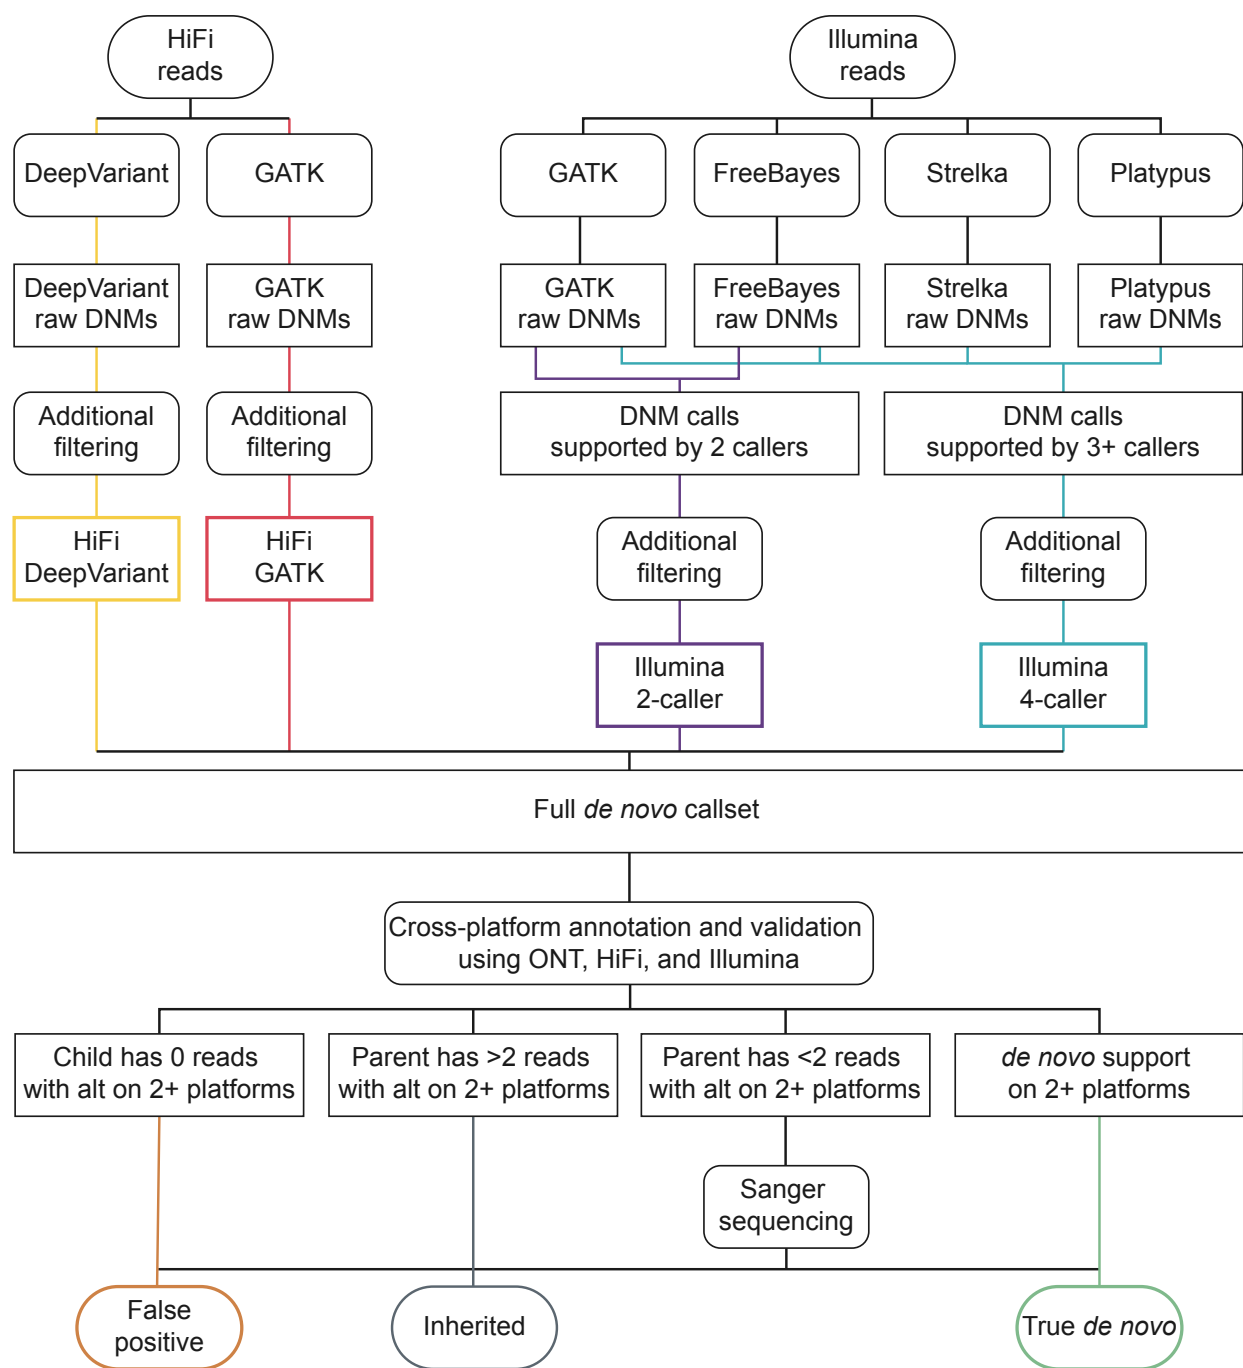 HiFi
reads
Illumina
reads
DeepVariant
GATK
GATK
FreeBayes
Strelka
Platypus
DeepVariant
raw DNMs
GATK
raw DNMs
GATK
raw DNMs
FreeBayes
raw DNMs
Strelka
raw DNMs
Platypus
raw DNMs
Additional
filtering
Additional
filtering
DNM calls
supported by 2 callers
DNM calls
supported by 3+ callers
HiFi
DeepVariant
HiFi
GATK
Additional
filtering
Additional
filtering
Illumina
2-caller
Illumina
4-caller
Full de novo callset
Cross-platform annotation and validation
using ONT, HiFi, and Illumina
Child has 0 reads
with alt on 2+ platforms
Parent has >2 reads
with alt on 2+ platforms
Parent has <2 reads
with alt on 2+ platforms
de novo support
on 2+ platforms
Sanger
sequencing
False
positive
Inherited
True de novo